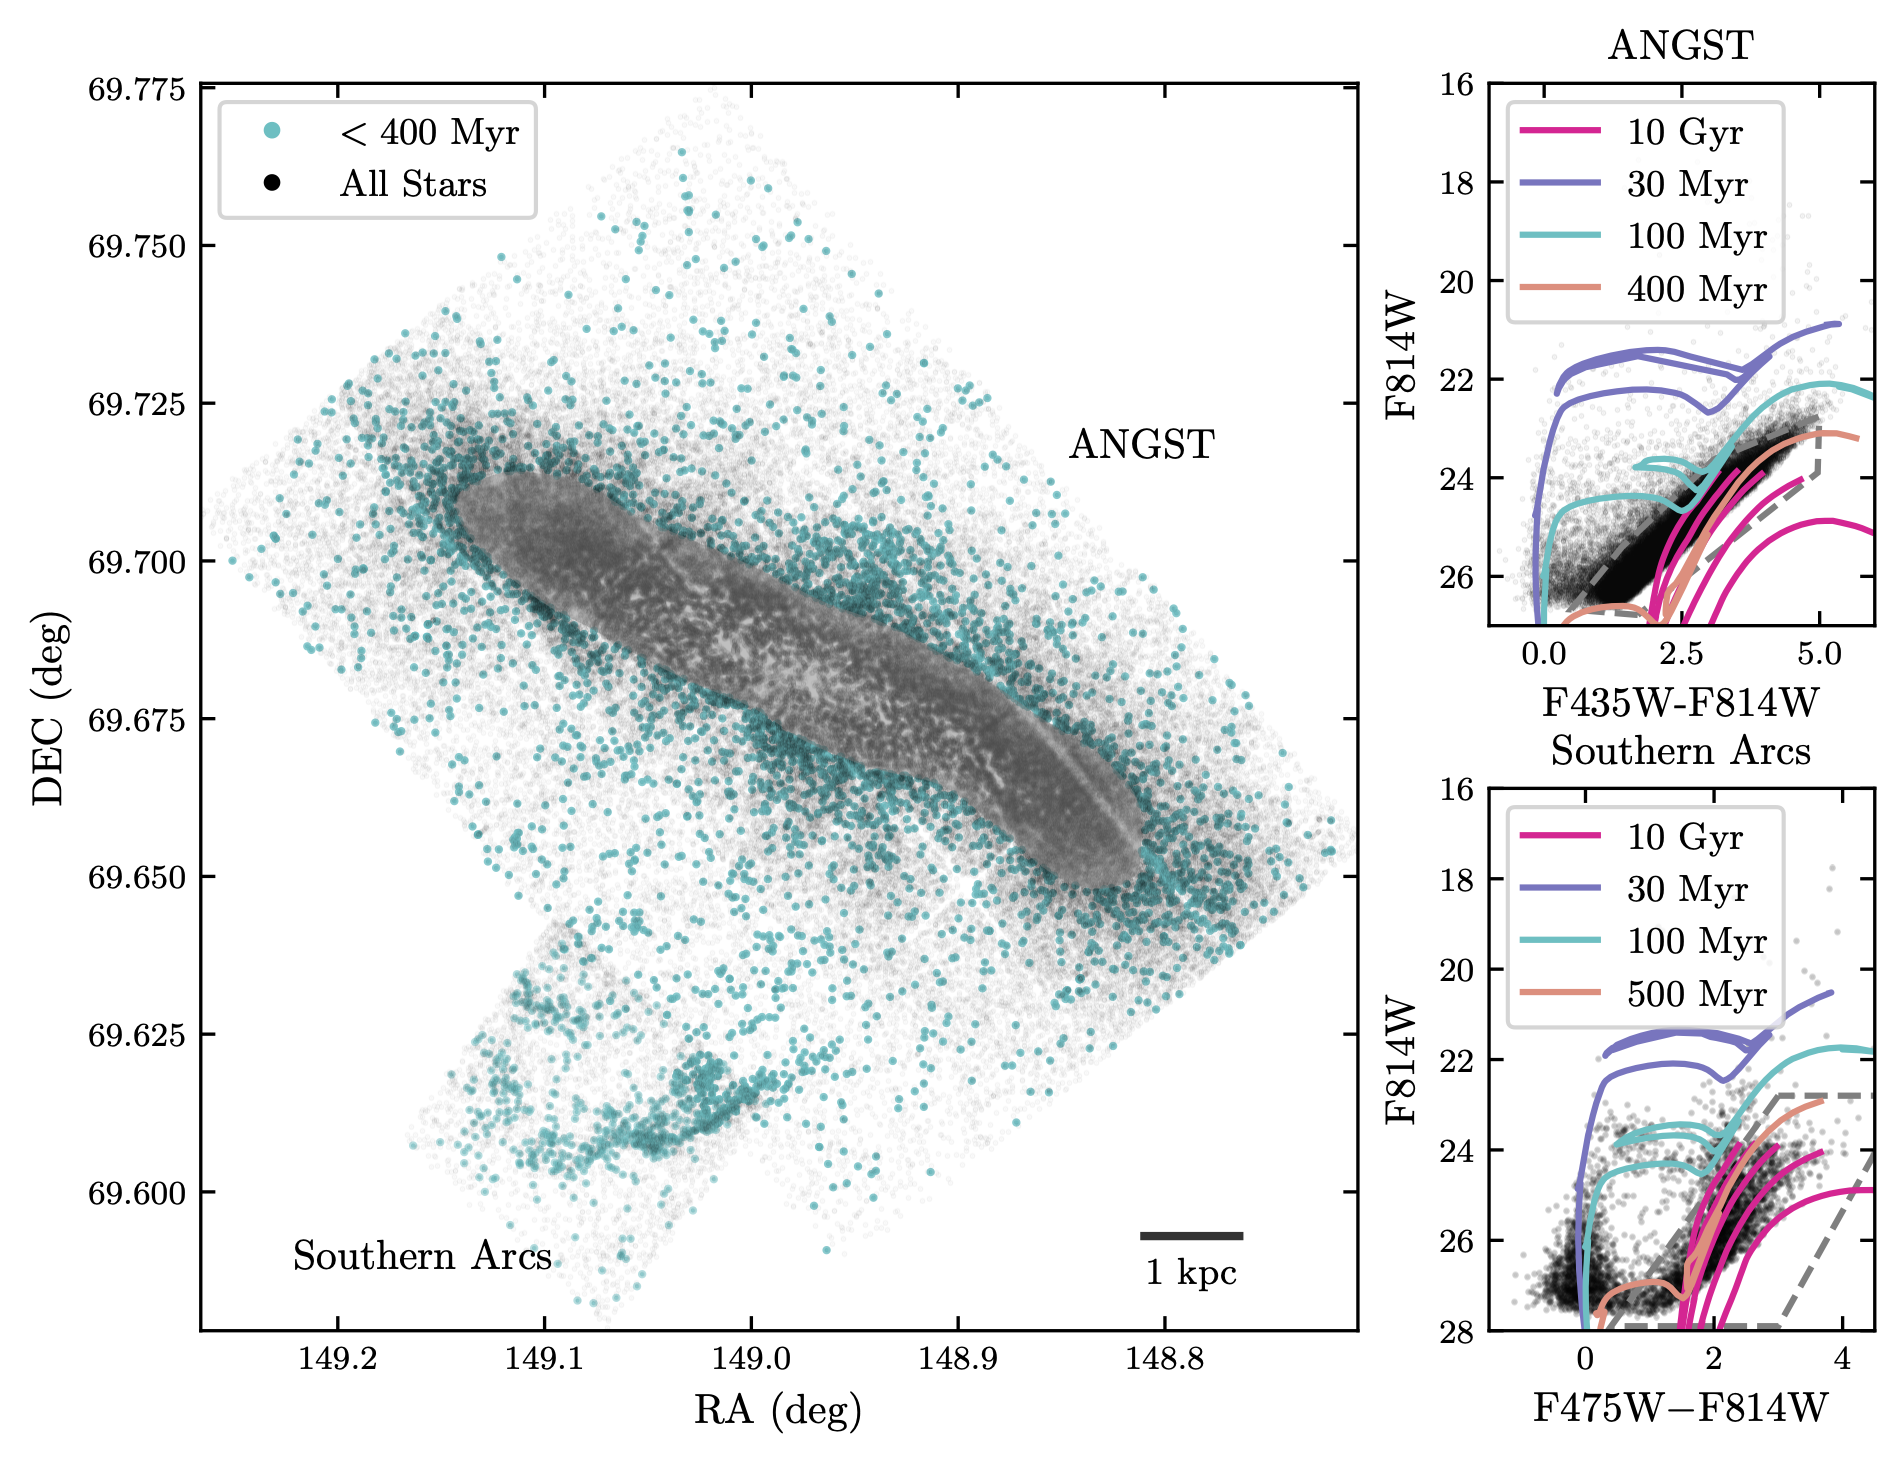 < 400 Myr
All Stars
69.775
69.750
69.725
69.700
69.675
69.650
69.625
69.600
DEC (deg)
ANGST
Southern Arcs
1 kpc
149.2
149.1
149.0
148.9
148.8
RA (deg)
ANGST
10 Gyr
30 Myr
100 Myr
400 Myr
16
18
20
22
24
26
F814W
0.0
2.5
5.0
F435W-F814W
Southern Arcs
10 Gyr
30 Myr
100 Myr
500 Myr
16
18
20
22
24
26
28
F814W
0
2
4
F475W−F814W